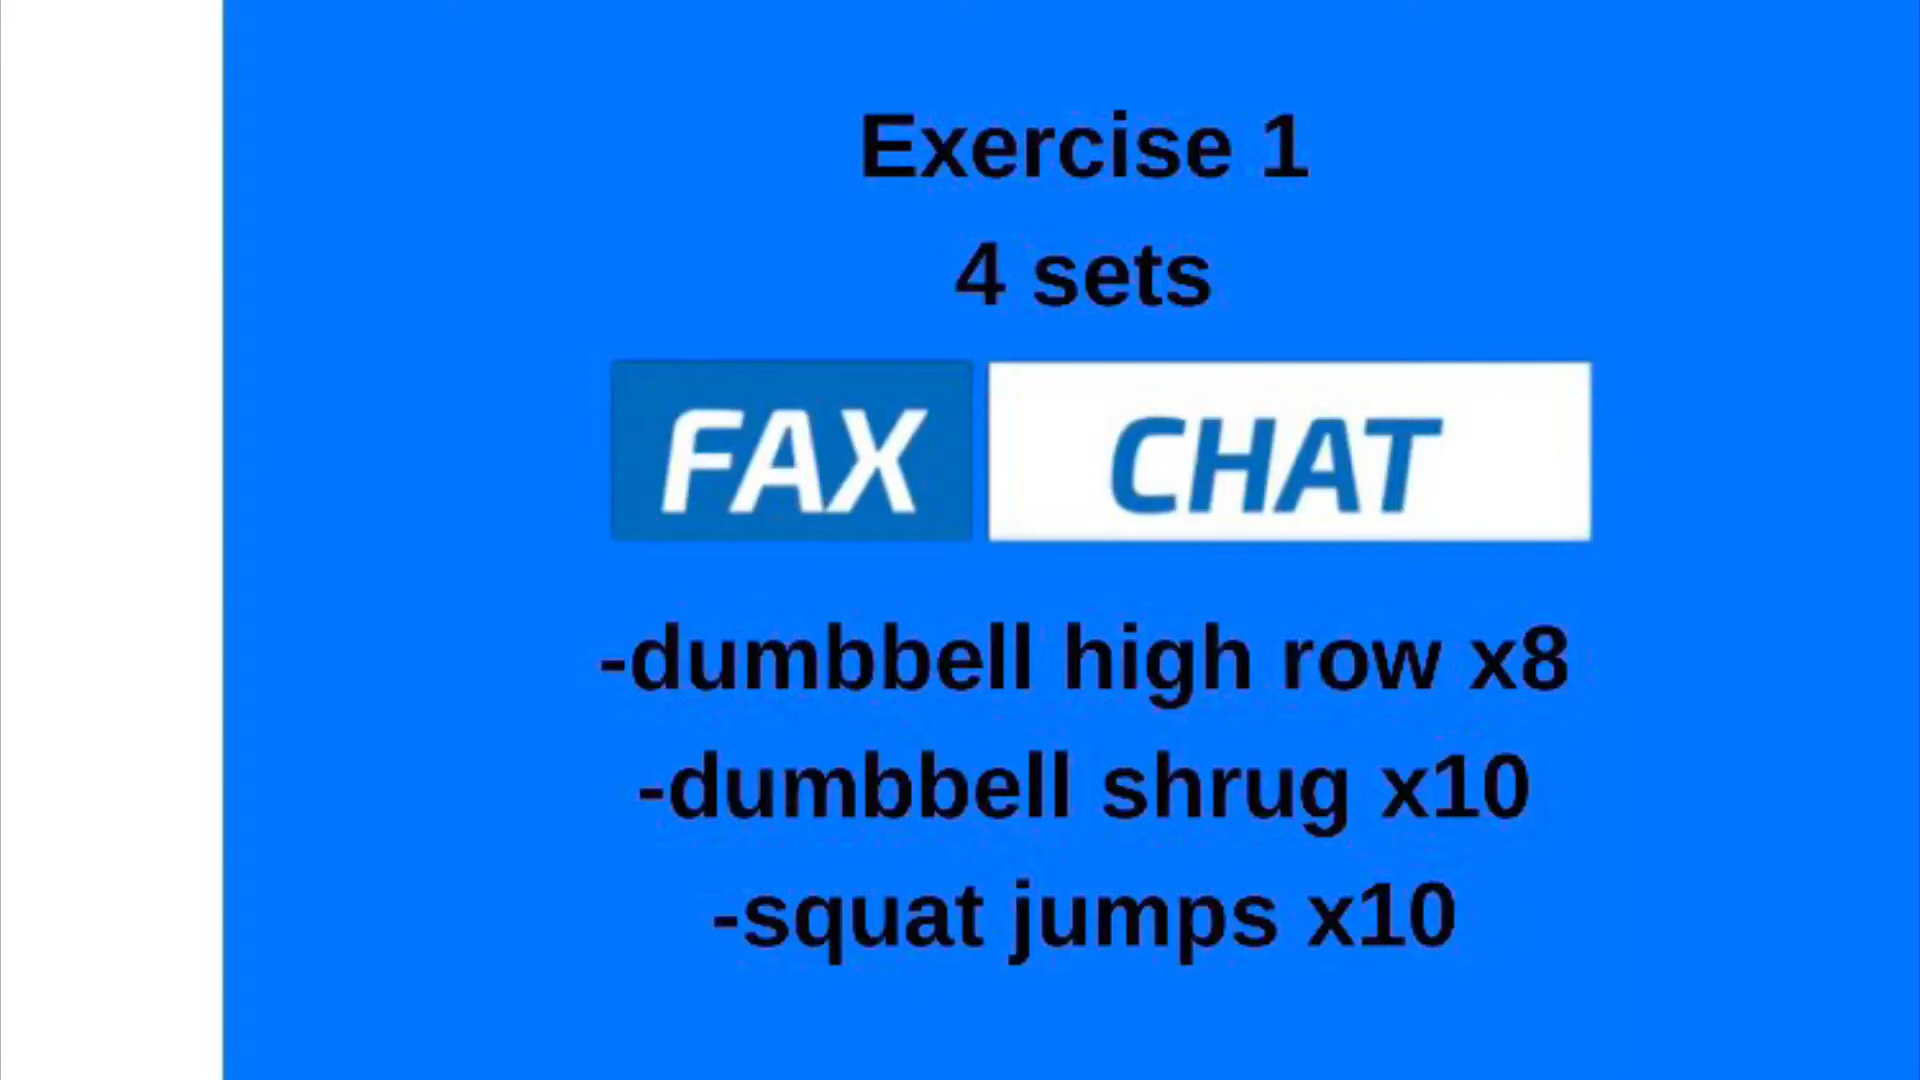 Exercise 1
4 sets
FAX CHAT
-dumbbell high row x8
-dumbbell shrug x10
-squat jumps x10